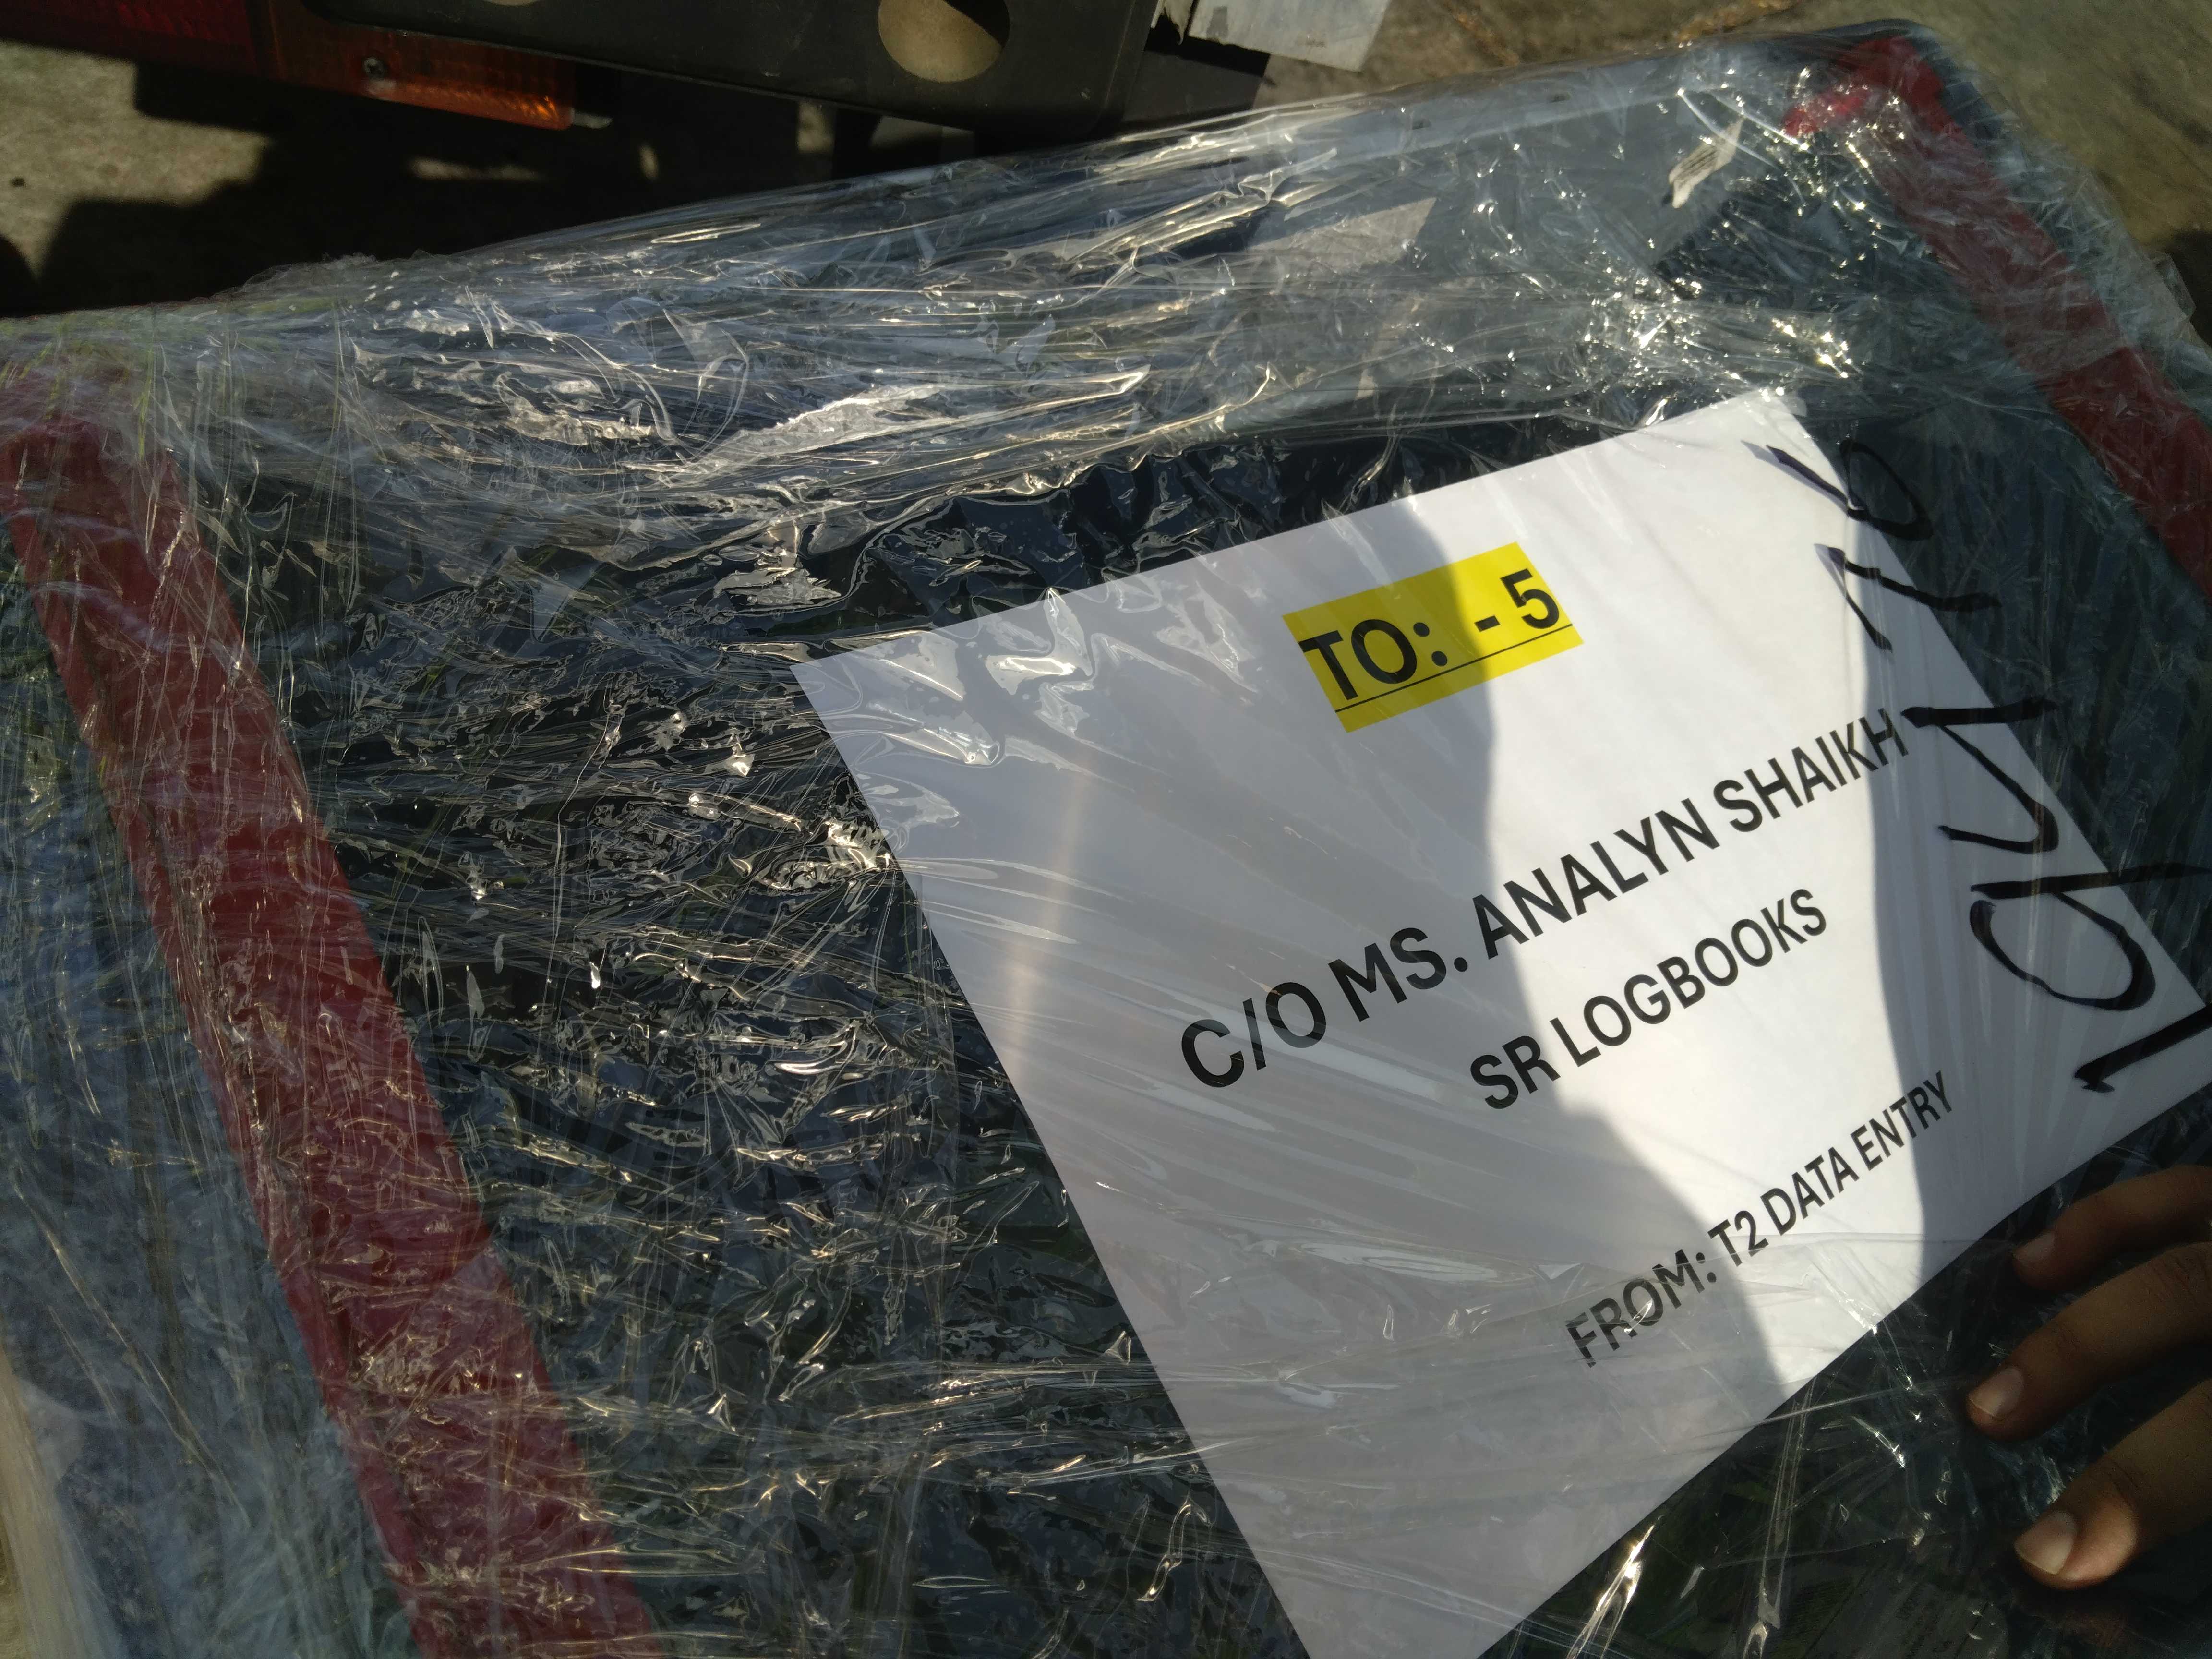 TO: - 5
C/O MS. ANALYN SHAIKH
SR LOGBOOKS
FROM: T2 DATA ENTRY